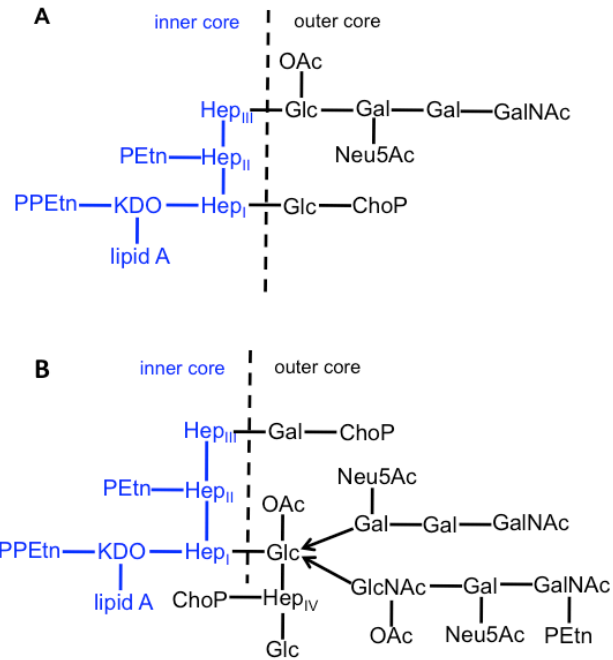 A
inner core outer core
OAc
HepIII Glc Gal Gal GalNAc
PEtn HepII Neu5Ac
PPEtn KDO HepI Glc ChoP
lipid A
B
inner core outer core
HepIII Gal ChoP
Neu5Ac
PEtn HepII OAc
Gal Gal GalNAc
PPEtn KDO HepI Glc
GlcNAc Gal GalNAc
lipid A ChoP HepIV
OAc Neu5Ac PEtn
Glc